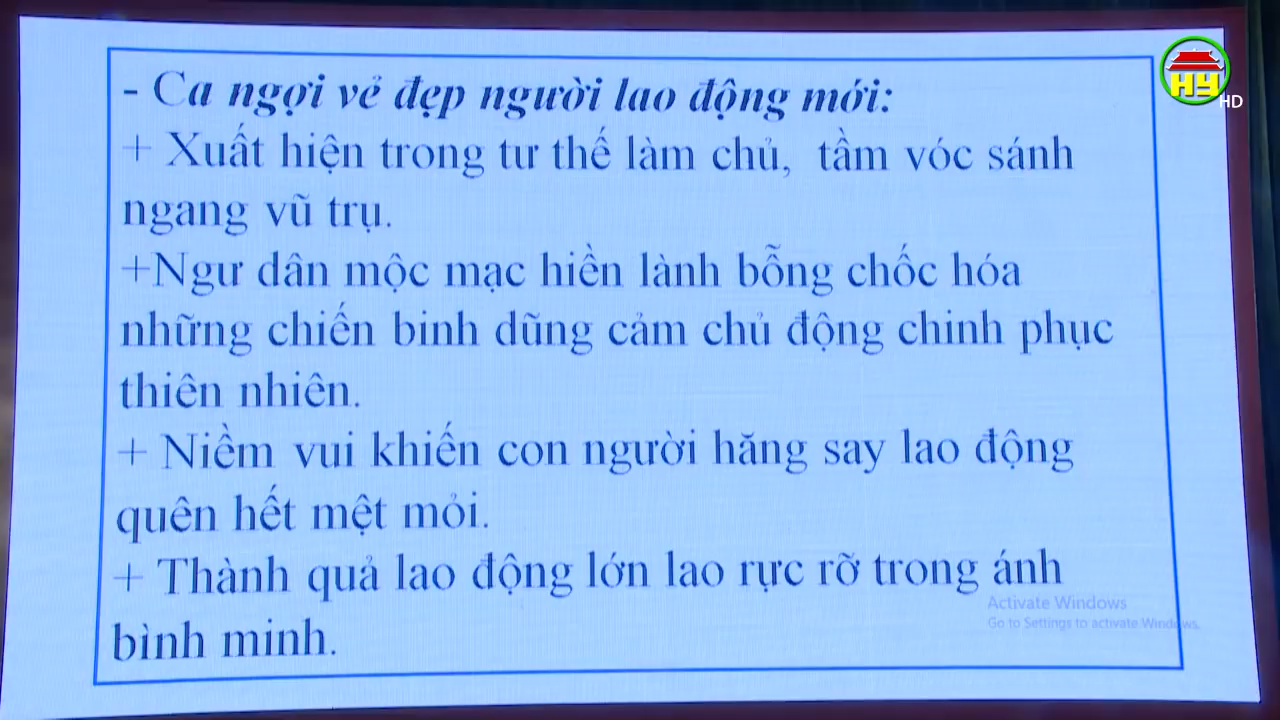 - Ca ngợi vẻ đẹp người lao động mới:
+ Xuất hiện trong tư thế làm chủ, tầm vóc sánh
ngang vũ trụ.
+Ngư dân mộc mạc hiền lành bỗng chốc hóa
những chiến binh dũng cảm chủ động chinh phục
thiên nhiên.
+ Niềm vui khiến con người hăng say lao động
quên hết mệt mỏi.
+ Thành quả lao động lớn lao rực rỡ trong ánh
bình minh.
HY
HD
Activate Windows
Go to Settings to activate Windows.